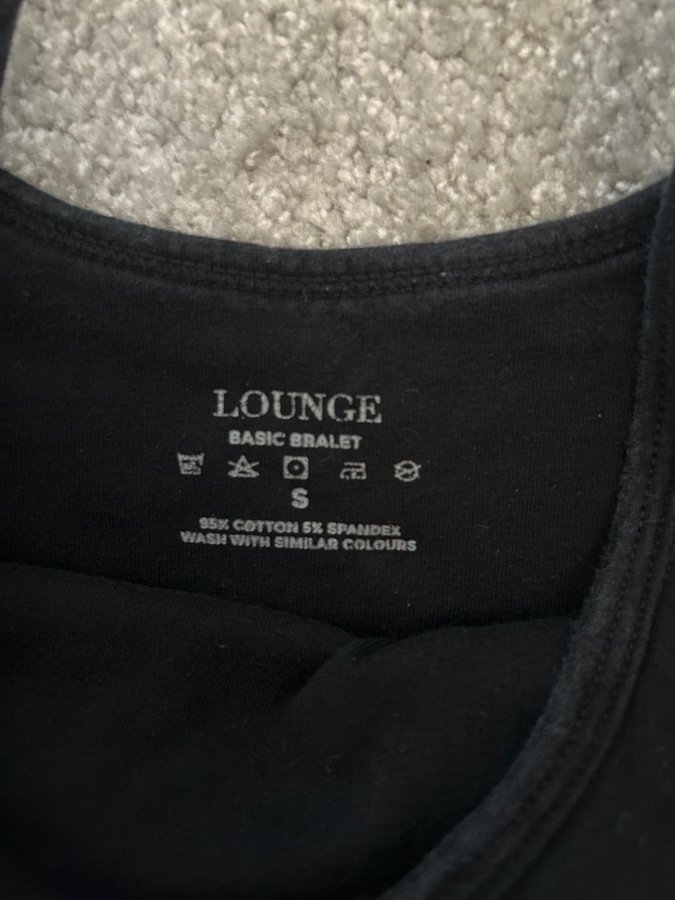 LOUNGE
BASIC BRALET
S
95% COTTON 5% SPANDEX
WASH WITH SIMILAR COLOURS